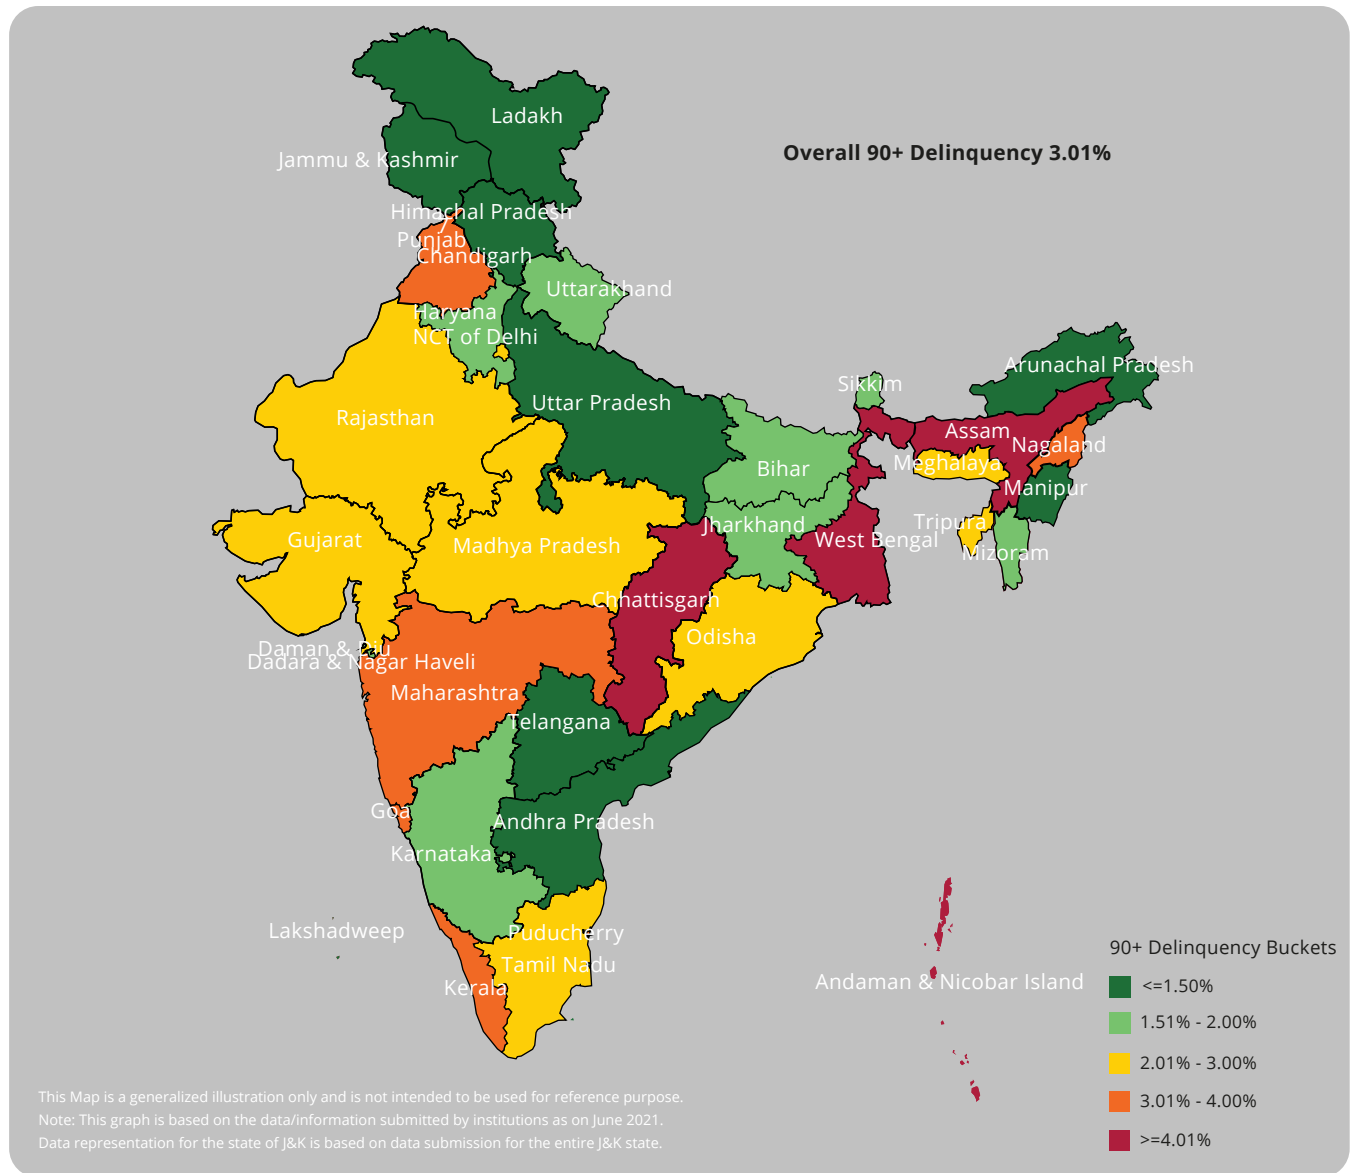 Ladakh
Overall 90+ Delinquency 3.01%
Jammu & Kashmir
Himachal Pradesh
Punjab
Chandigarh
Uttarakhand
Haryana
NCT of Delhi
Arunachal Pradesh
Sikkim
Uttar Pradesh
Rajasthan
Assam
Nagaland
Meghalaya
Bihar
Manipur
Jharkhand
Tripura
Gujarat
Madhya Pradesh
West Bengal
Mizoram
Chhattisgarh
Odisha
Daman & Diu
Dadara & Nagar Haveli
Maharashtra
Telangana
Goa
Andhra Pradesh
Karnataka
Lakshadweep
Puducherry
Tamil Nadu
Kerala
Andaman & Nicobar Island
90+ Delinquency Buckets
<=1.50%
1.51% - 2.00%
2.01% - 3.00%
3.01% - 4.00%
>=4.01%
This Map is a generalized illustration only and is not intended to be used for reference purpose.
Note: This graph is based on the data/information submitted by institutions as on June 2021.
Data representation for the state of J&K is based on data submission for the entire J&K state.